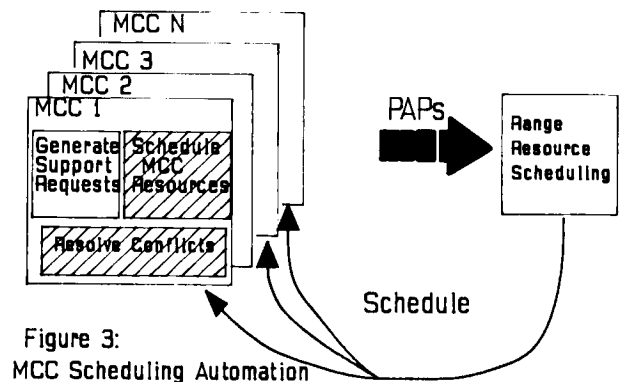 MCC N
MCC 3
MCC 2
MCC 1
Generate
Support
Requests
Schedule
MCC
Resources
Resolve Conflicts
PAPs
Range
Resource
Scheduling
Schedule
Figure 3:
MCC Scheduling Automation